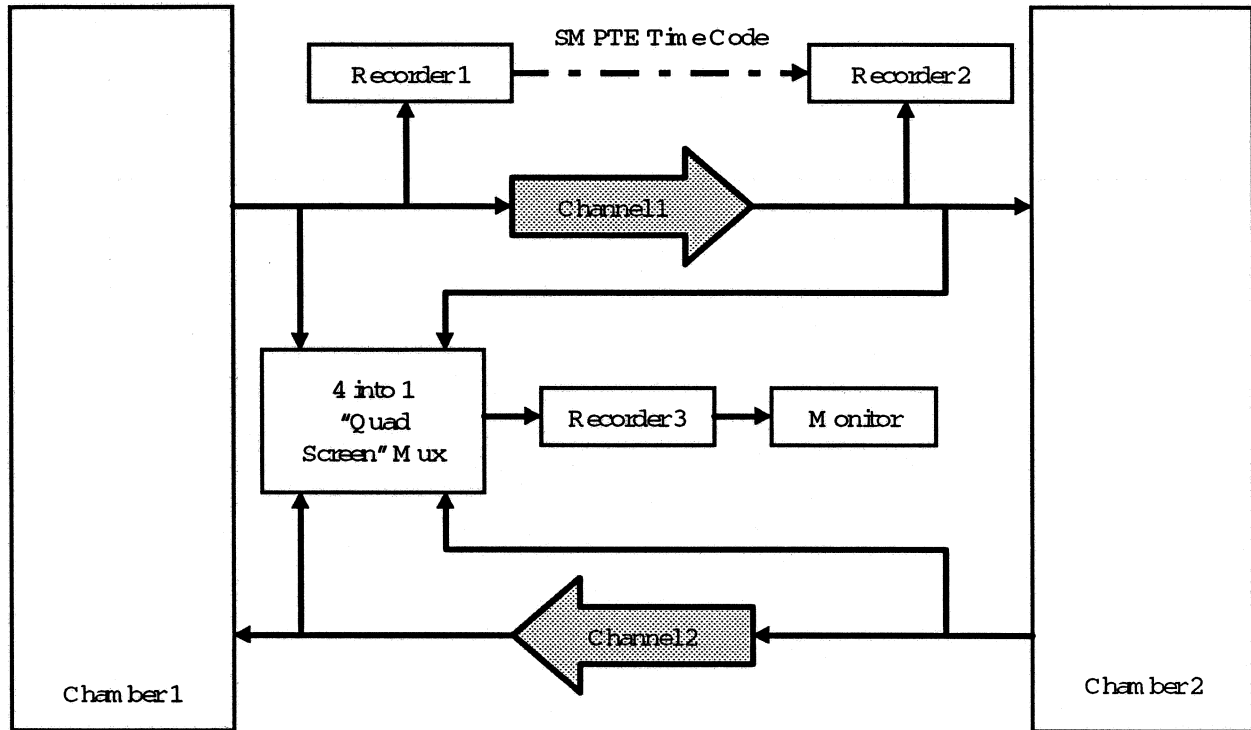 SMPTE TimeCode
Recorder1
Recorder2
Channel1
4 into 1
"Quad
Screen" Mux
Recorder3
Monitor
Channel2
Chamber1
Chamber2